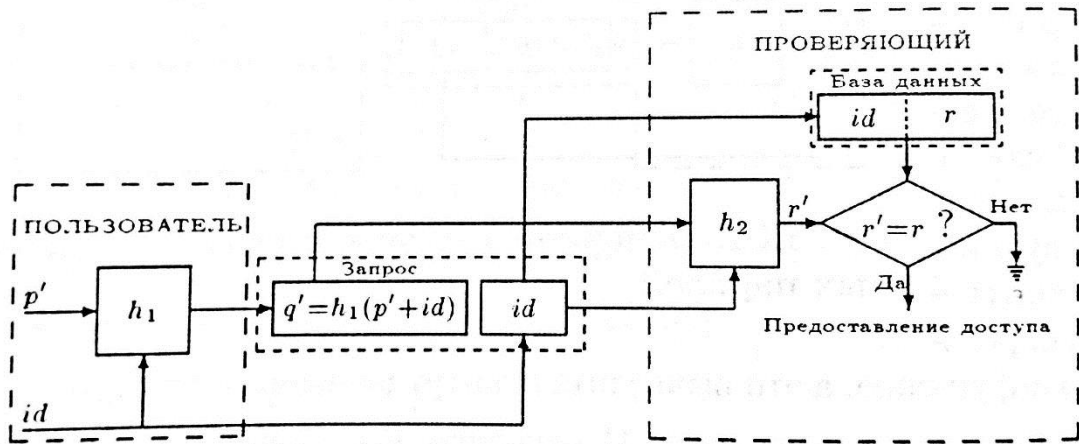 ПРОВЕРЯЮЩИЙ
База данных
id r
ПОЛЬЗОВАТЕЛЬ
p'
h₁
Запрос
q'=h₁(p'+id)
id
h₂
r'
r'=r ?
Нет
Да
Предоставление доступа
id